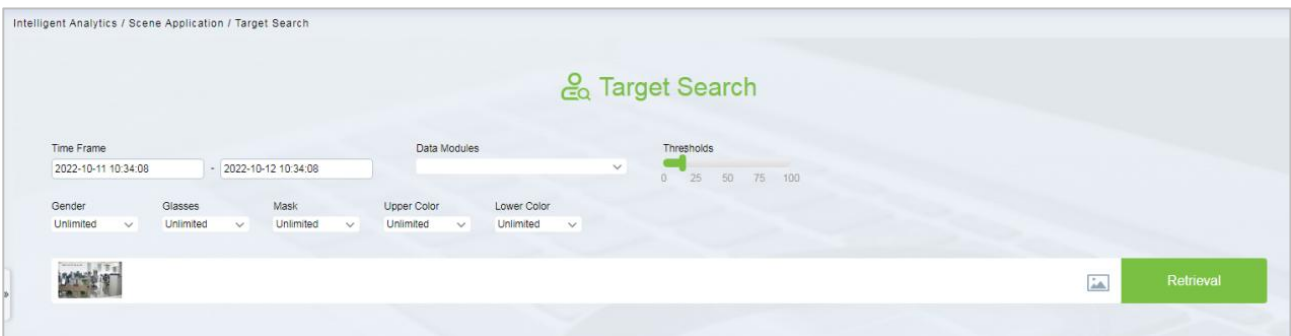 Intelligent Analytics / Scene Application / Target Search
Target Search
Time Frame Data Modules Thresholds
2022-10-11 10:34:08 - 2022-10-12 10:34:08
0 25 50 75 100
Gender Glasses Mask Upper Color Lower Color
Unlimited Unlimited Unlimited Unlimited Unlimited
Retrieval